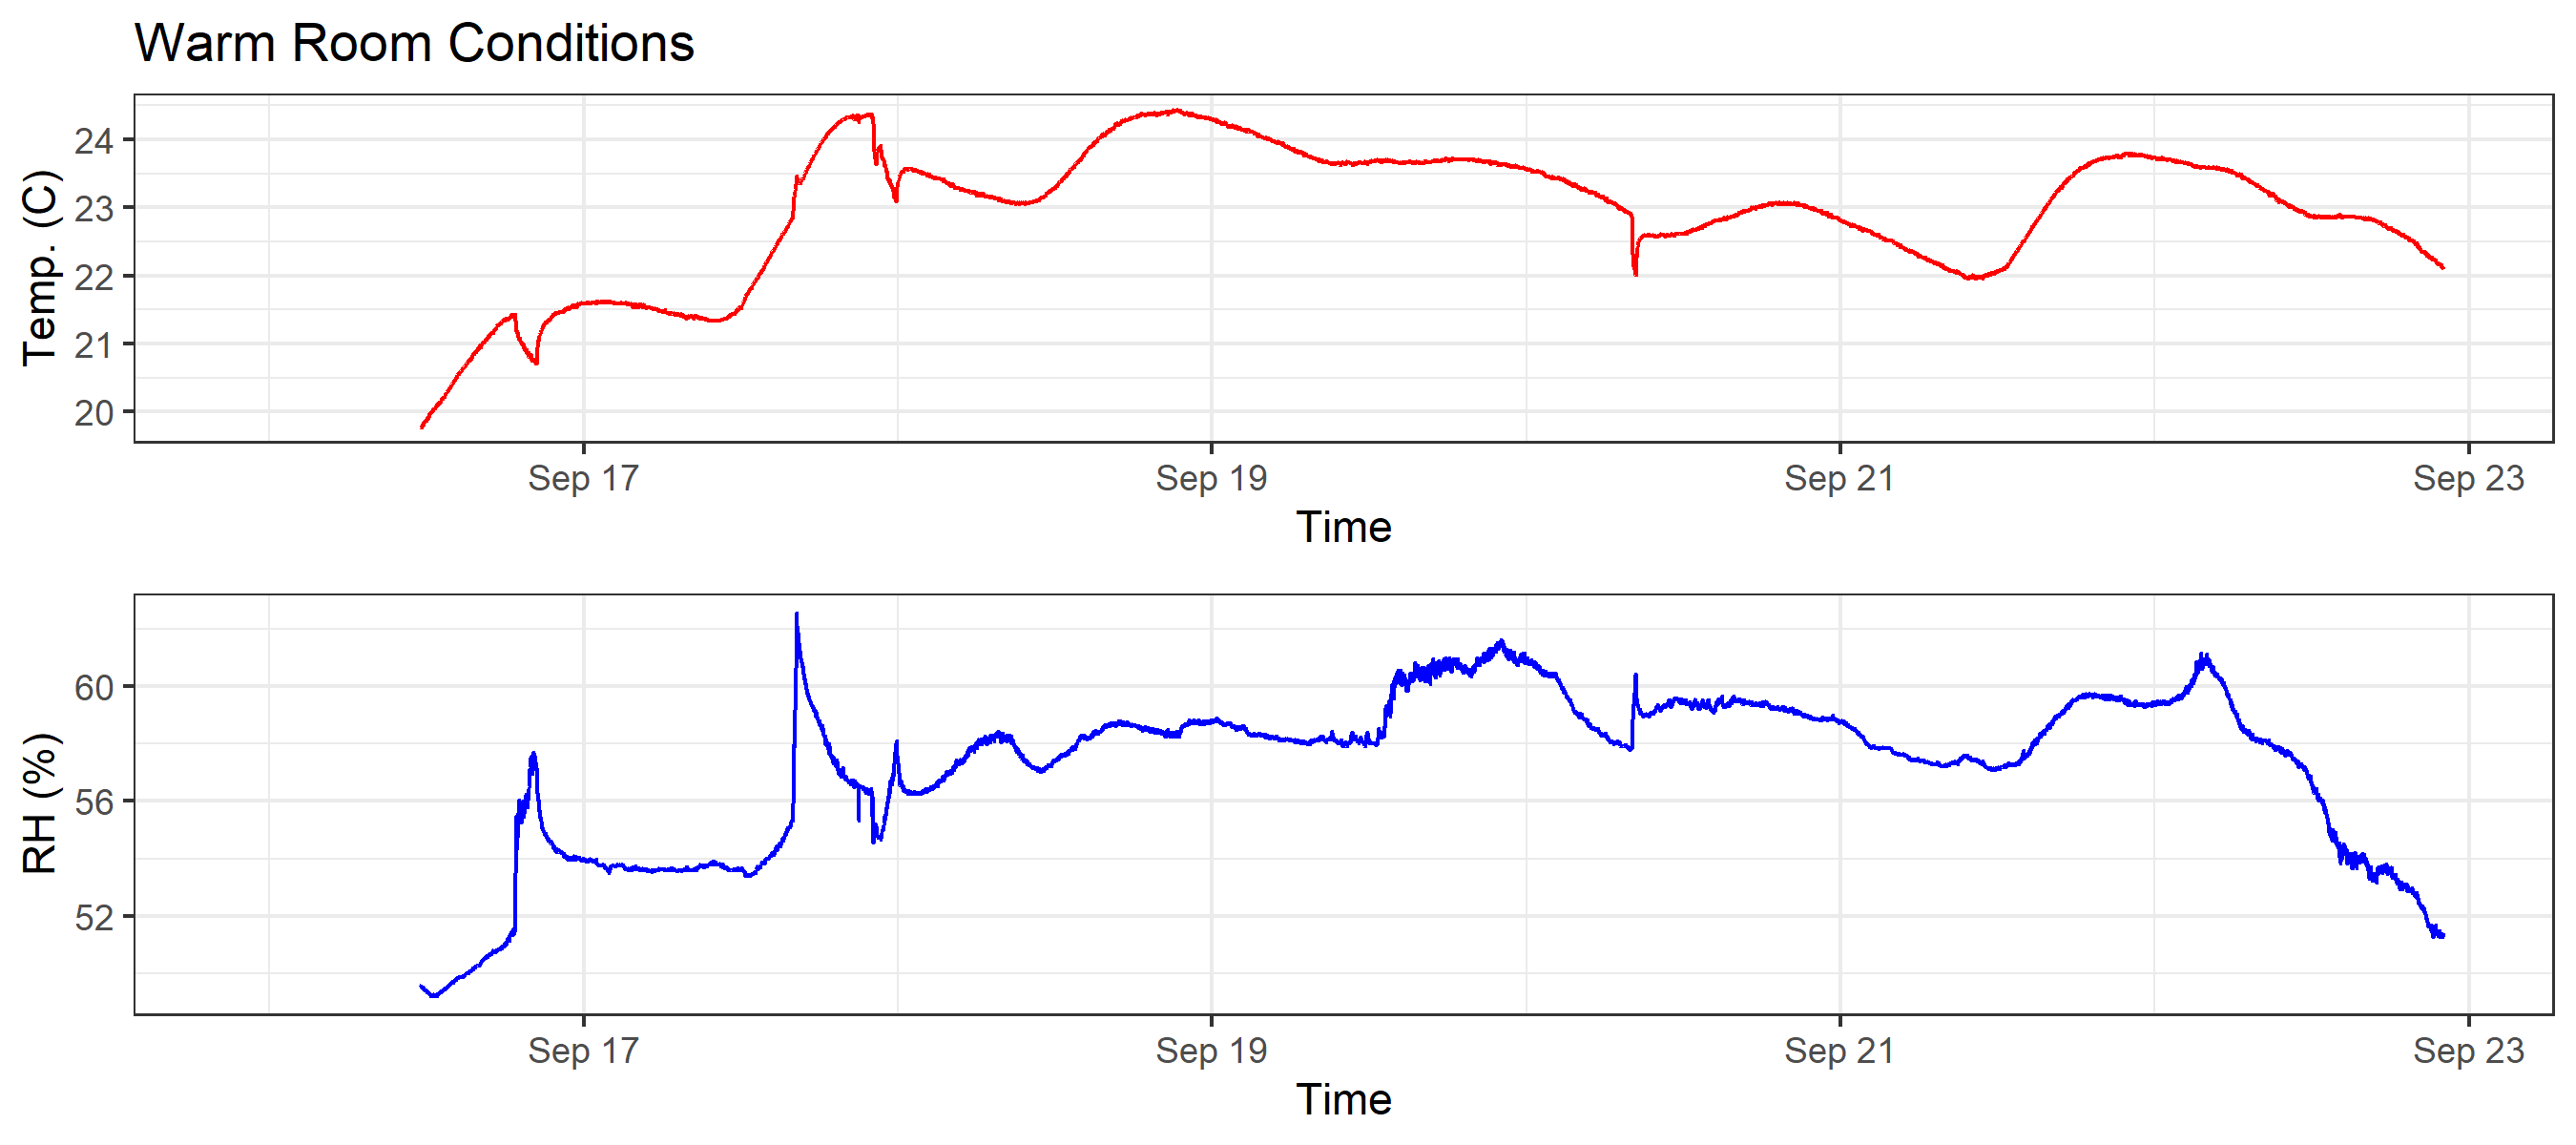 Warm Room Conditions
Temp. (C)
24
23
22
21
20
Sep 17 Sep 19 Sep 21 Sep 23
Time
RH (%)
60
56
52
Sep 17 Sep 19 Sep 21 Sep 23
Time